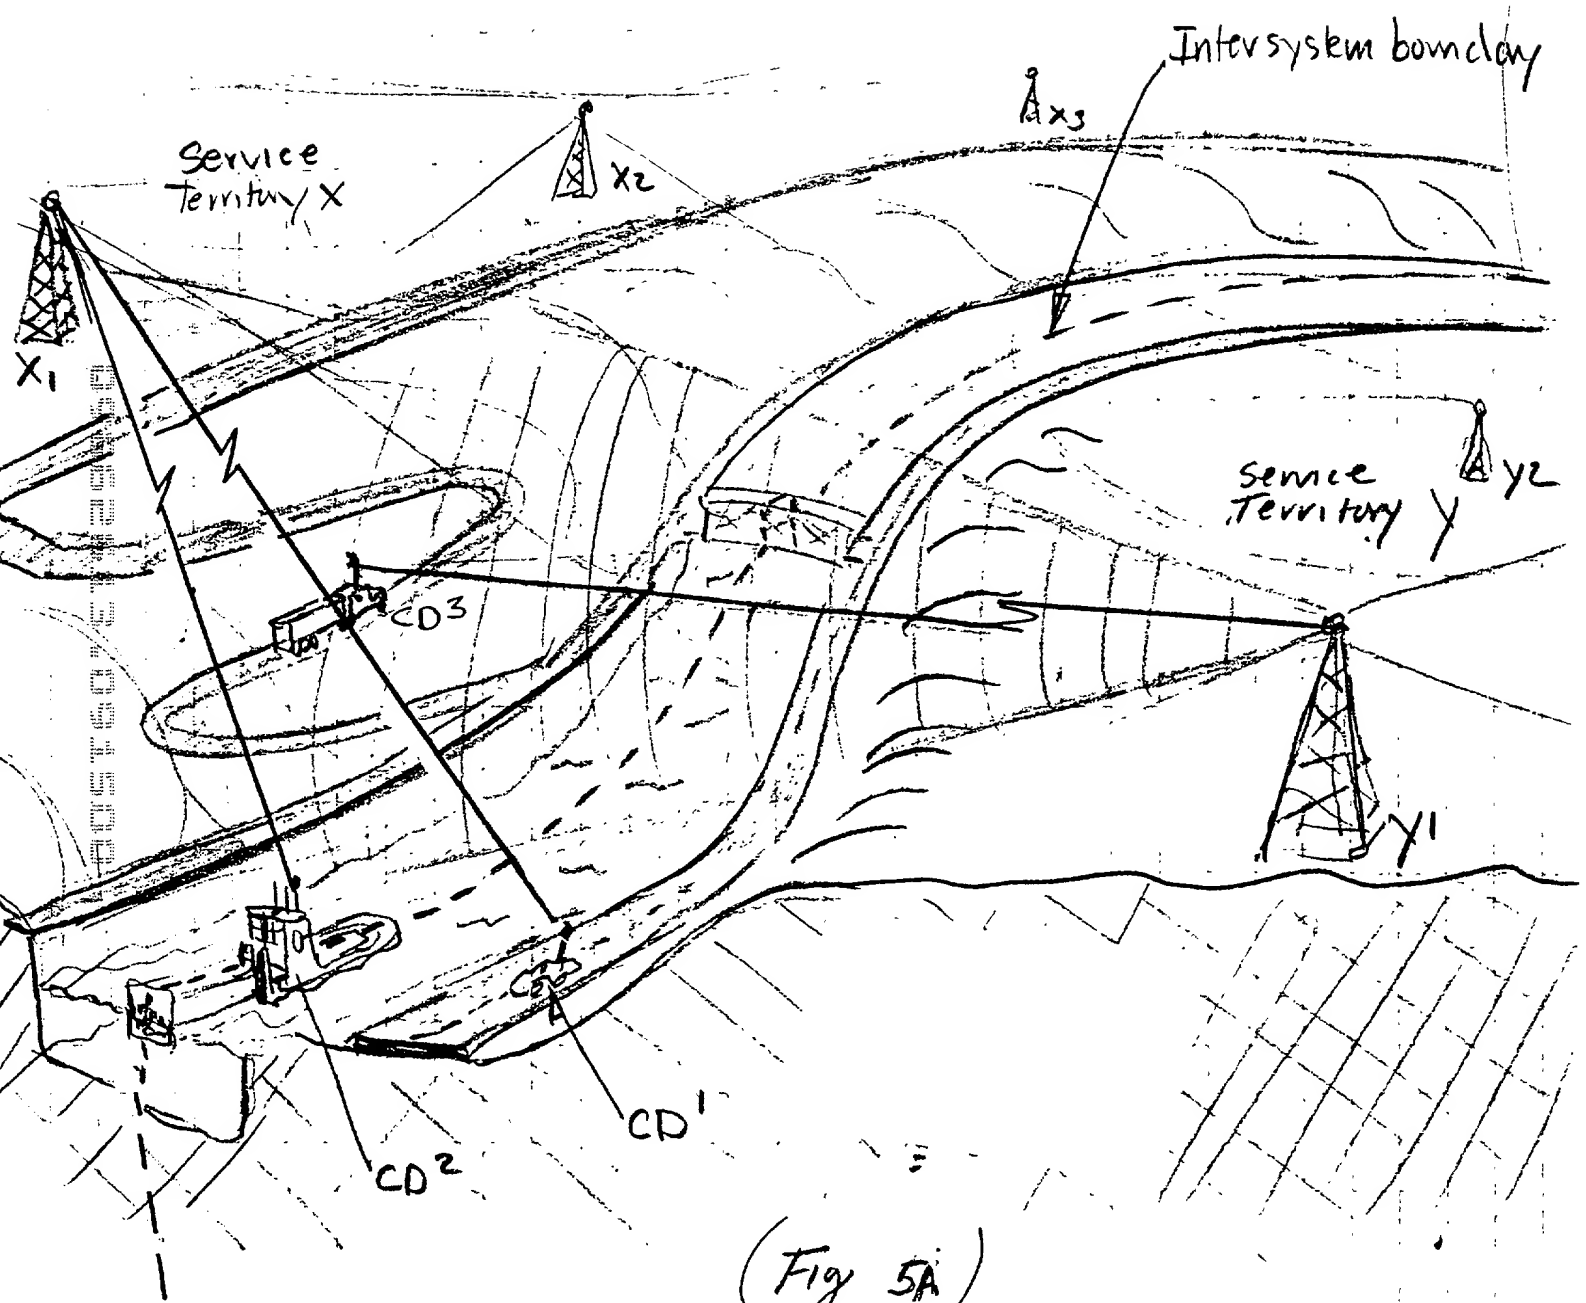 Intersystem boundary
Service
Territory X
X1
X2
X3
Service
Territory Y
Y2
CD3
Y1
CD1
CD2
(Fig 5A)